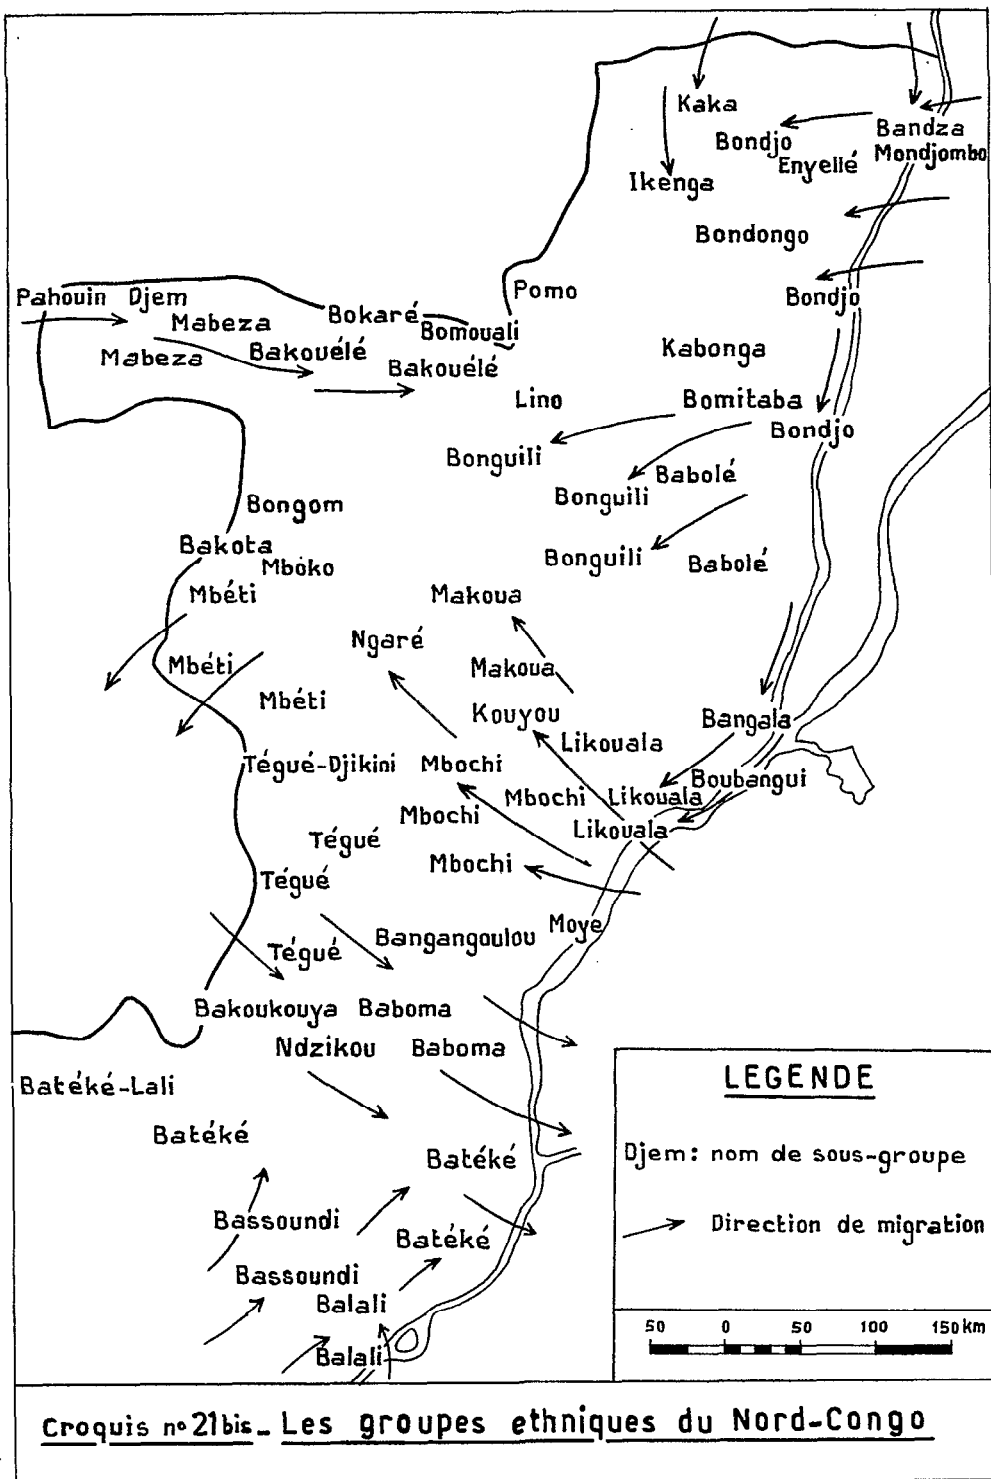 Kaka
Bandza
Bondjo
Mondjombo
Enyellé
Ikenga
Bondongo
Pahouin Djem
Pomo
Bondjo
Mabeza
Bokaré
Bomouali
Mabeza
Bakouélé
Kabonga
Bakouélé
Lino
Bomitaba
Bondjo
Bonguili
Babolé
Bonguili
Bongom
Bakota
Mboko
Bonguili
Babolé
Mbéti
Makoua
Ngaré
Mbéti
Makoua
Mbéti
Kouyou
Bangala
Likouala
Tégué-Djikini
Mbochi
Boubangui
Mbochi
Likouala
Mbochi
Likouala
Tégué
Mbochi
Tégué
Moye
Bangangoulou
Tégué
Bakoukouya
Baboma
Ndzikou
Baboma
Batéké-Lali
Batéké
Batéké
Bassoundi
Batéké
Bassoundi
Balali
Balali
LEGENDE
Djem: nom de sous-groupe
Direction de migration
50 0 50 100 150km
Croquis n° 21bis_ Les groupes ethniques du Nord-Congo